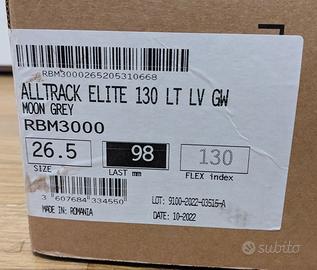 RBM3000265205310668
ALLTRACK ELITE 130 LT LV GW
MOON GREY
RBM3000
26.5 98 130
SIZE LAST mm FLEX index
3 607684 334550
LOT: 9100-2022-03515-A
MADE IN: ROMANIA DATE: 10-2022
subito